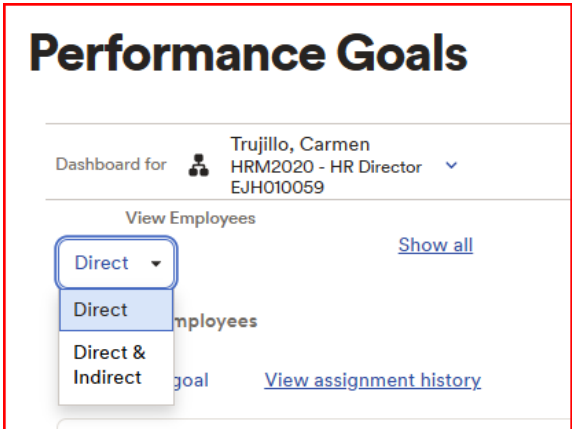 Performance Goals
Dashboard for
Trujillo, Carmen
HRM2020 - HR Director
EJH010059
View Employees
Direct
Show all
Direct
mployees
Direct &
Indirect
goal
View assignment history